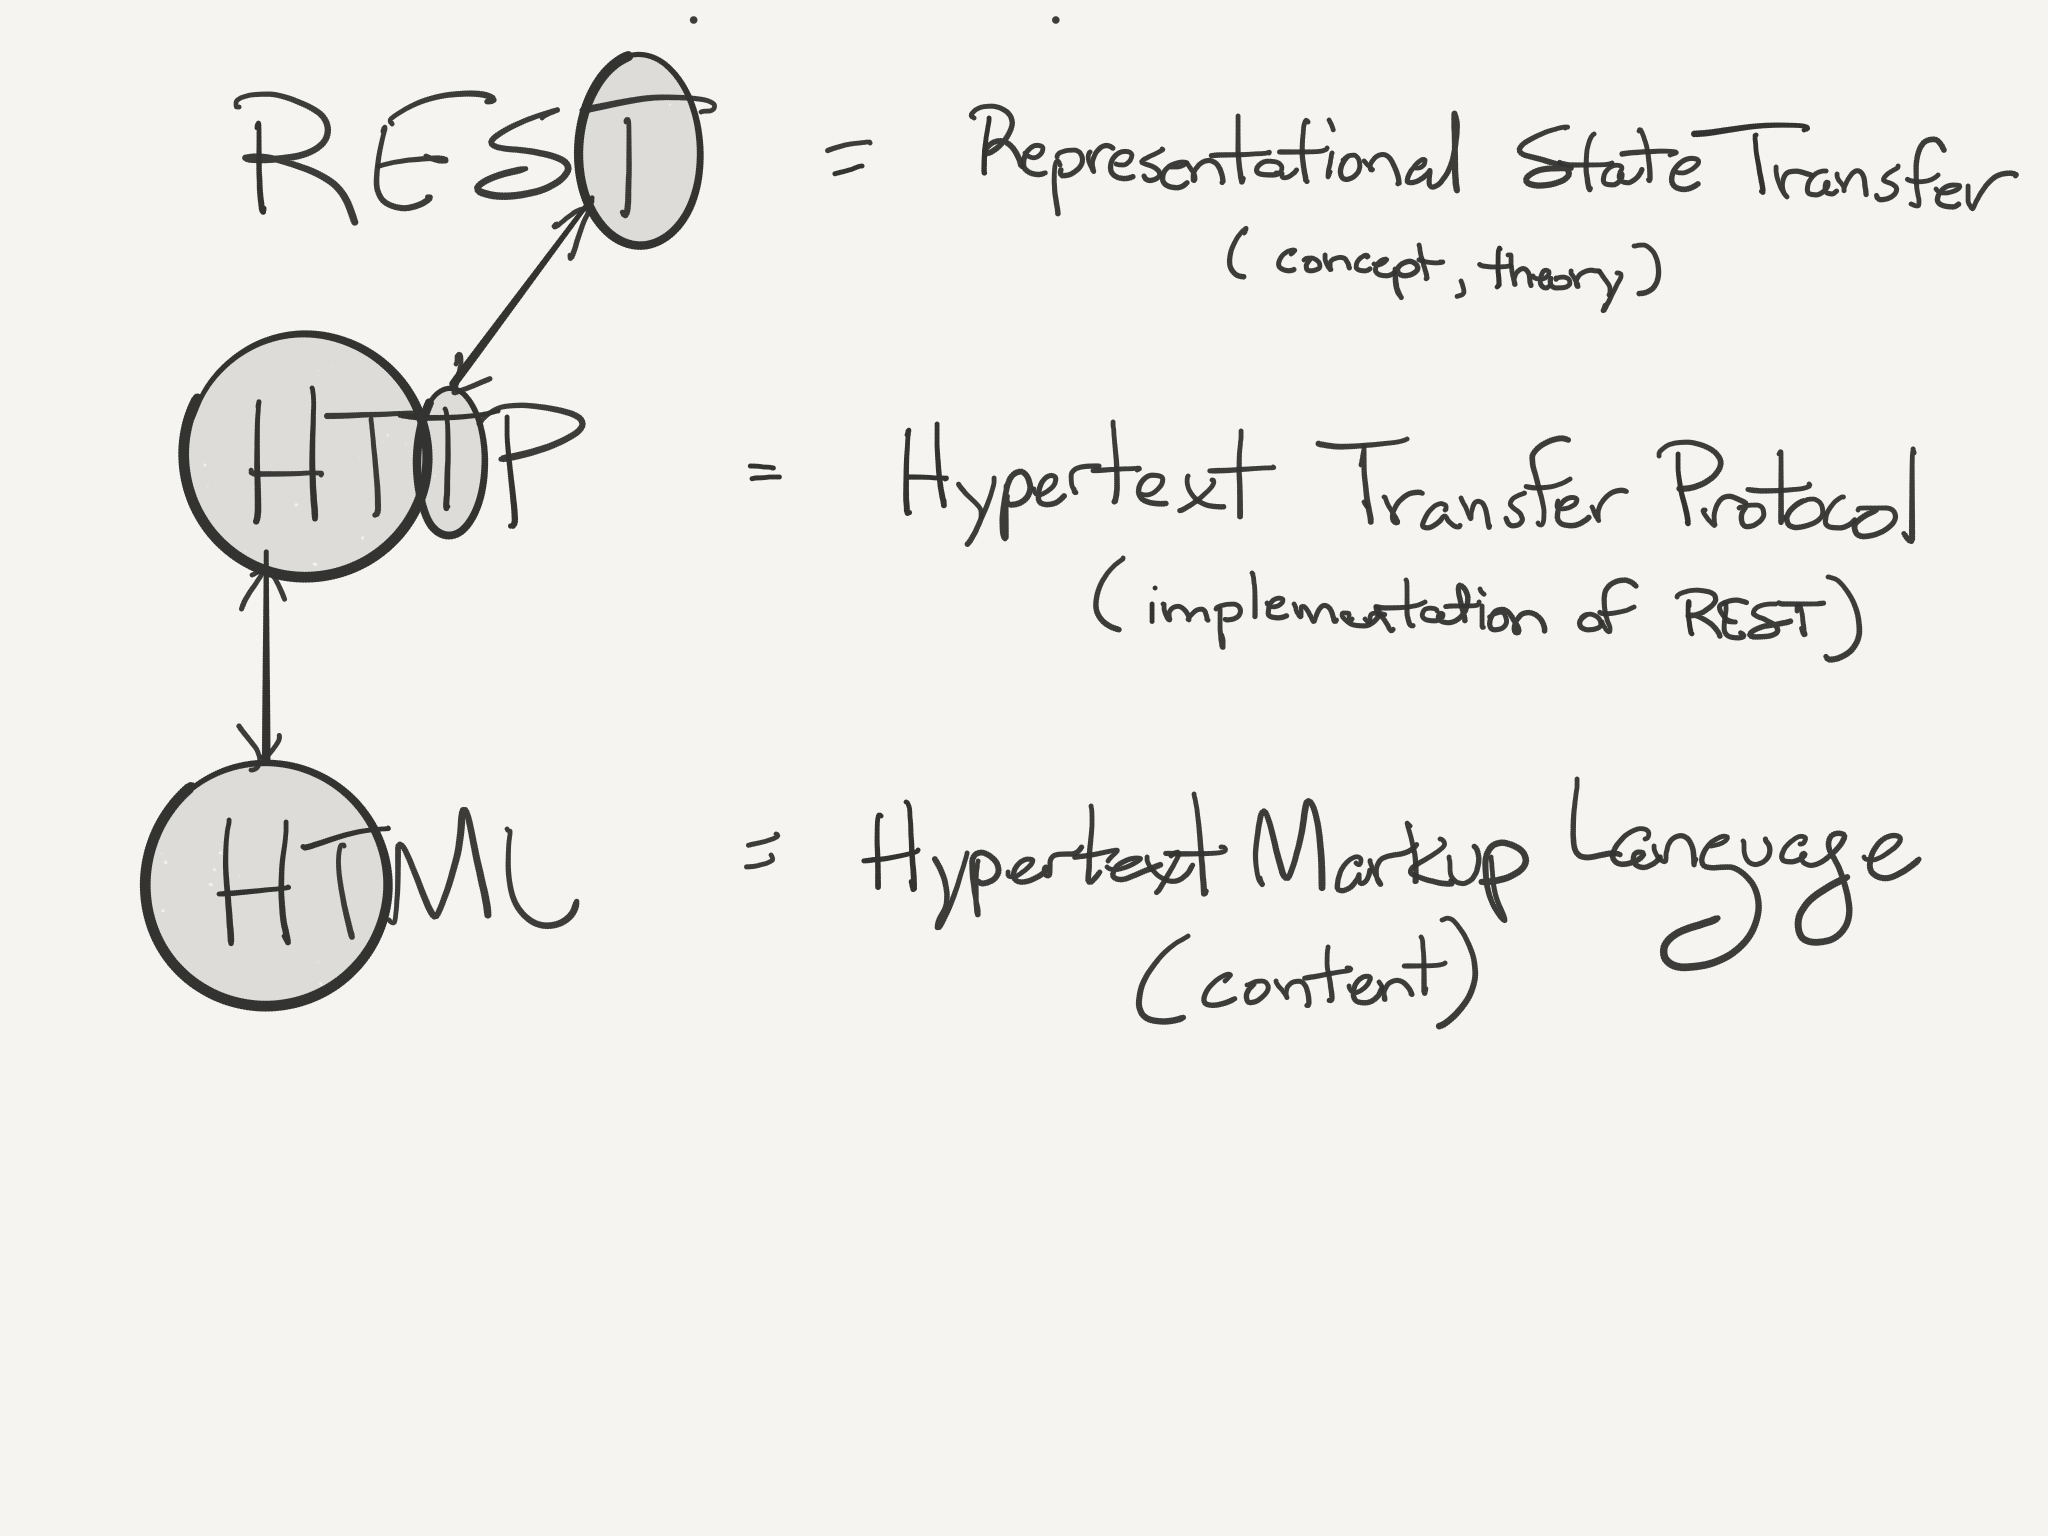 REST = Representational State Transfer
(concept, theory)
HTTP = Hypertext Transfer Protocol
(implementation of REST)
HTML = Hypertext Markup Language
(content)